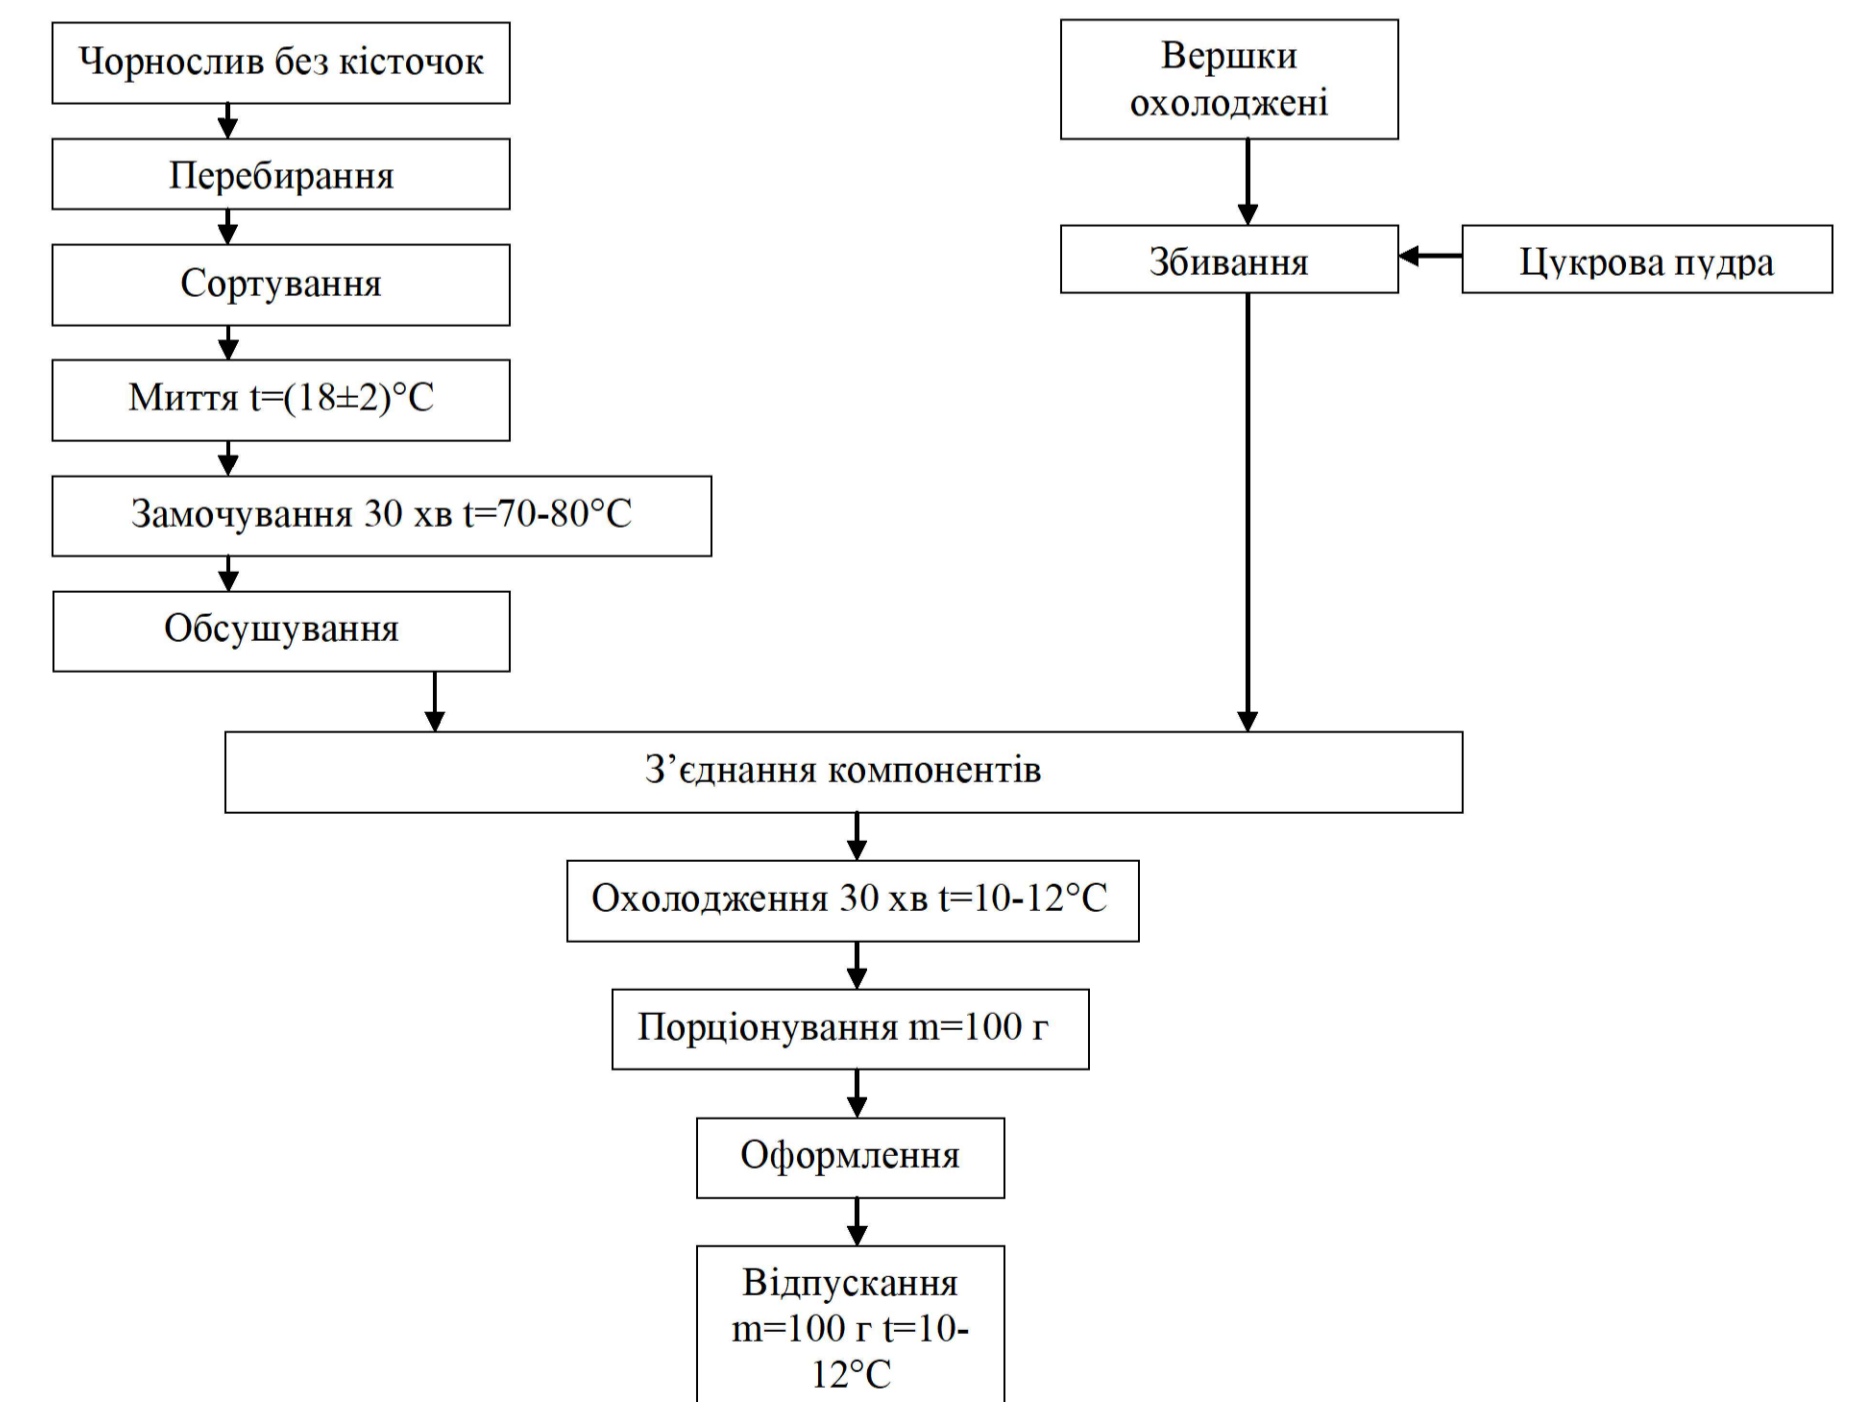 Чорнослив без кісточок
Перебирання
Сортування
Миття t=(18±2)°C
Замочування 30 хв t=70-80°C
Обсушування
Вершки
охолоджені
Збивання
Цукрова пудра
З’єднання компонентів
Охолодження 30 хв t=10-12°C
Порціонування m=100 г
Оформлення
Відпускання
m=100 г t=10-
12°C